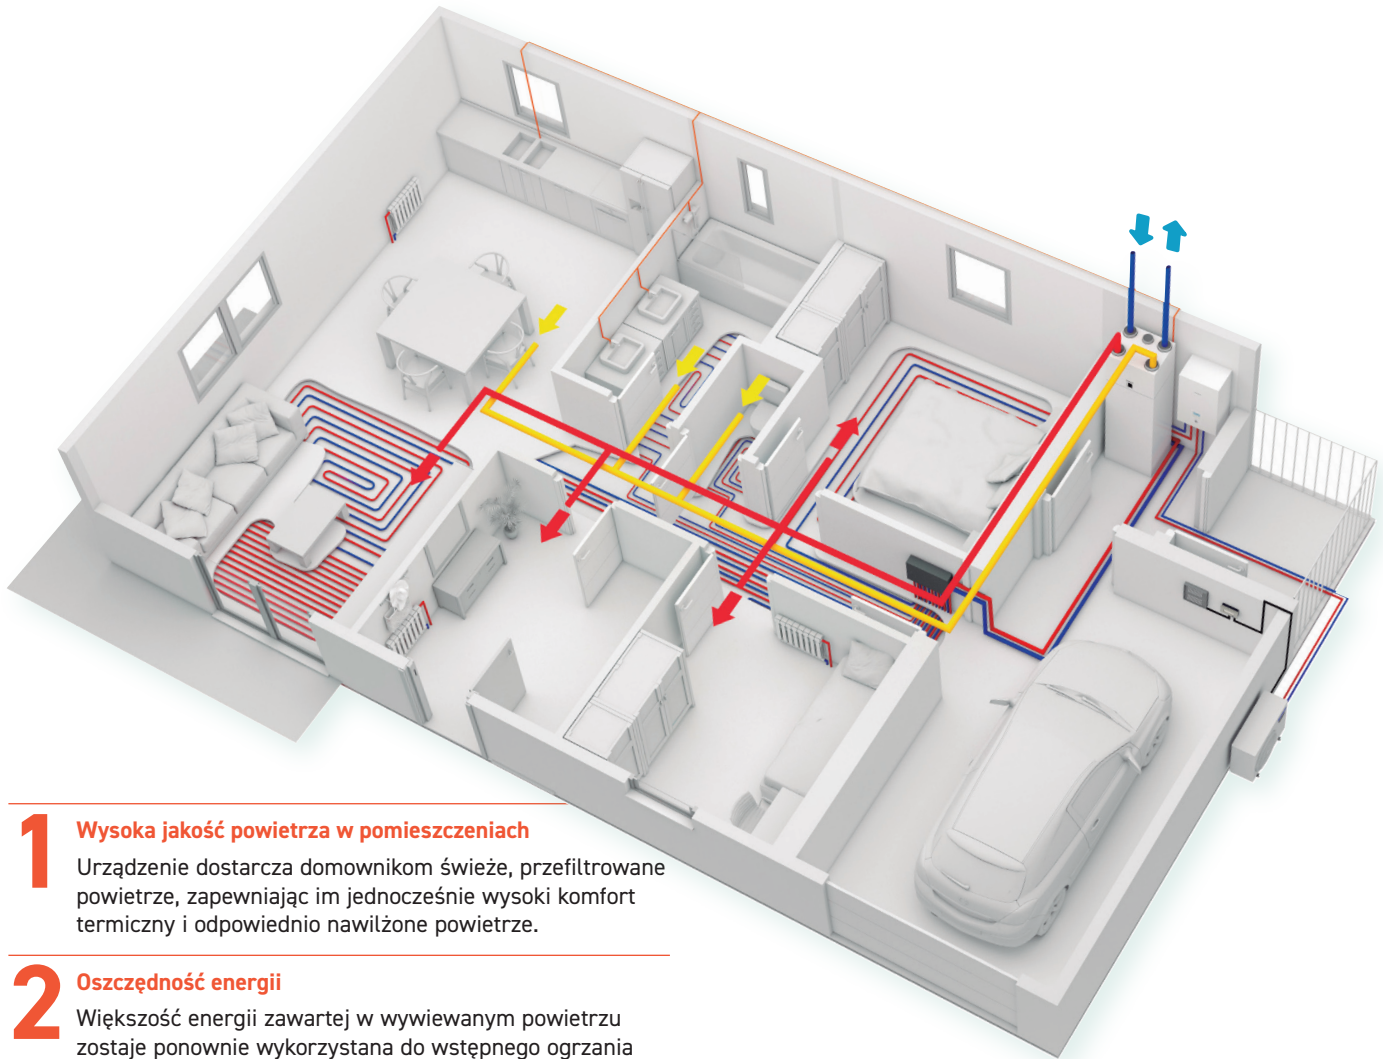 1
Wysoka jakość powietrza w pomieszczeniach
Urządzenie dostarcza domownikom świeże, przefiltrowane
powietrze, zapewniając im jednocześnie wysoki komfort
termiczny i odpowiednio nawilżone powietrze.
2
Oszczędność energii
Większość energii zawartej w wywiewanym powietrzu
zostaje ponownie wykorzystana do wstępnego ogrzania